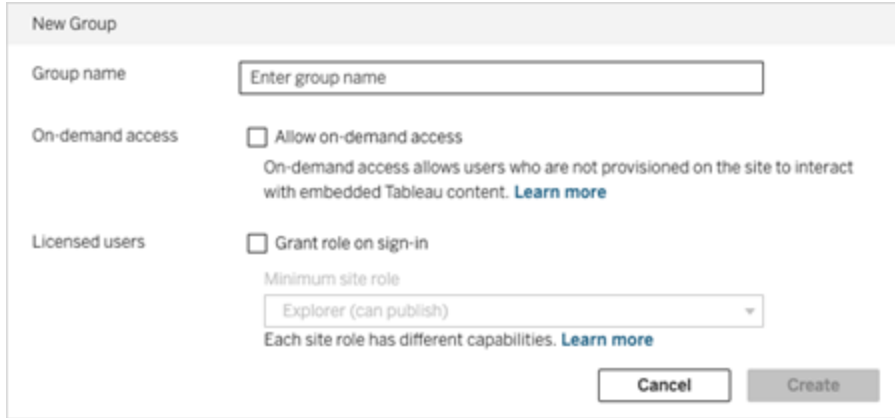 New Group
Group name
Enter group name
On-demand access
Allow on-demand access
On-demand access allows users who are not provisioned on the site to interact
with embedded Tableau content. Learn more
Licensed users
Grant role on sign-in
Minimum site role
Explorer (can publish)
Each site role has different capabilities. Learn more
Cancel
Create